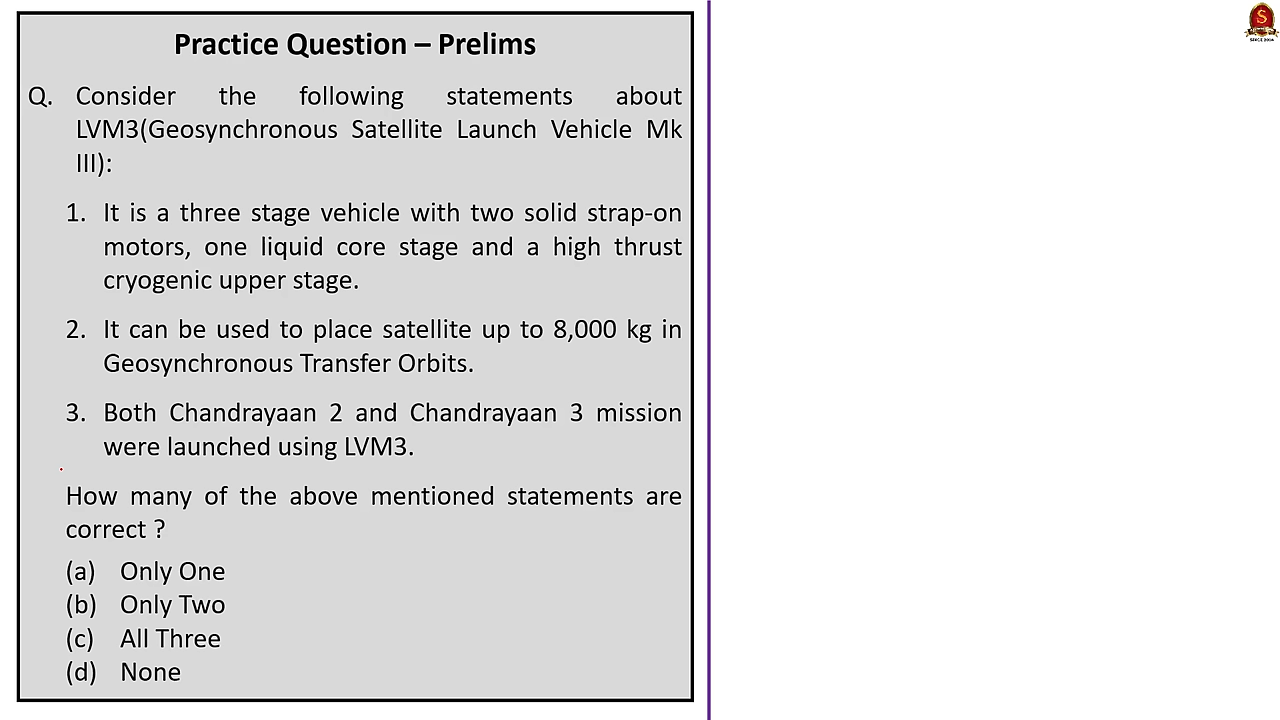 Practice Question – Prelims
Q. Consider the following statements about
LVM3(Geosynchronous Satellite Launch Vehicle Mk
III):
1. It is a three stage vehicle with two solid strap-on
motors, one liquid core stage and a high thrust
cryogenic upper stage.
2. It can be used to place satellite up to 8,000 kg in
Geosynchronous Transfer Orbits.
3. Both Chandrayaan 2 and Chandrayaan 3 mission
were launched using LVM3.
How many of the above mentioned statements are
correct ?
(a) Only One
(b) Only Two
(c) All Three
(d) None
S
SINCE 2004